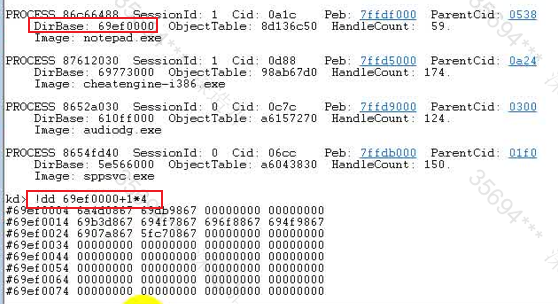 PROCESS 86c66488  SessionId: 1  Cid: 0a1c    Peb: 7ffdf000  ParentCid: 0538
DirBase: 69ef0000  ObjectTable: 8d136c50  HandleCount:  59.
Image: notepad.exe
PROCESS 87612030  SessionId: 1  Cid: 0d88    Peb: 7ffd5000  ParentCid: 0a24
DirBase: 69773000  ObjectTable: 98ab67d0  HandleCount: 174.
Image: cheatengine-i386.exe
PROCESS 8652a030  SessionId: 0  Cid: 0c7c    Peb: 7ffd9000  ParentCid: 0300
DirBase: 610ff000  ObjectTable: a6157270  HandleCount: 124.
Image: audiodg.exe
PROCESS 8654fd40  SessionId: 0  Cid: 06cc    Peb: 7ffdb000  ParentCid: 01f0
DirBase: 5e566000  ObjectTable: a6043830  HandleCount: 150.
Image: sppsvc.exe
kd> !dd 69ef0000+1*4
#69ef0004 6a4d0867 69db9867 00000000 00000000
#69ef0014 69b3d867 694f7867 696f8867 694f9867
#69ef0024 6907a867 5fc70867 00000000 00000000
#69ef0034 00000000 00000000 00000000 00000000
#69ef0044 00000000 00000000 00000000 00000000
#69ef0054 00000000 00000000 00000000 00000000
#69ef0064 00000000 00000000 00000000 00000000
#69ef0074 00000000 00000000 00000000 00000000
35694***
35694***